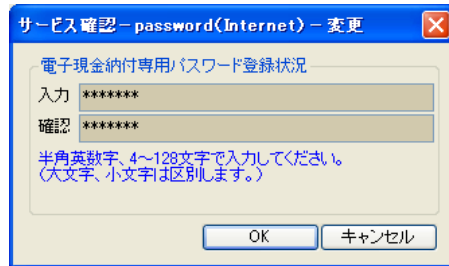 サービス確認－password(Internet)－変更
電子現金納付専用パスワード登録状況
入力 *******
確認 *******
半角英数字、4～128文字で入力してください。
(大文字、小文字は区別します。)
OK キャンセル